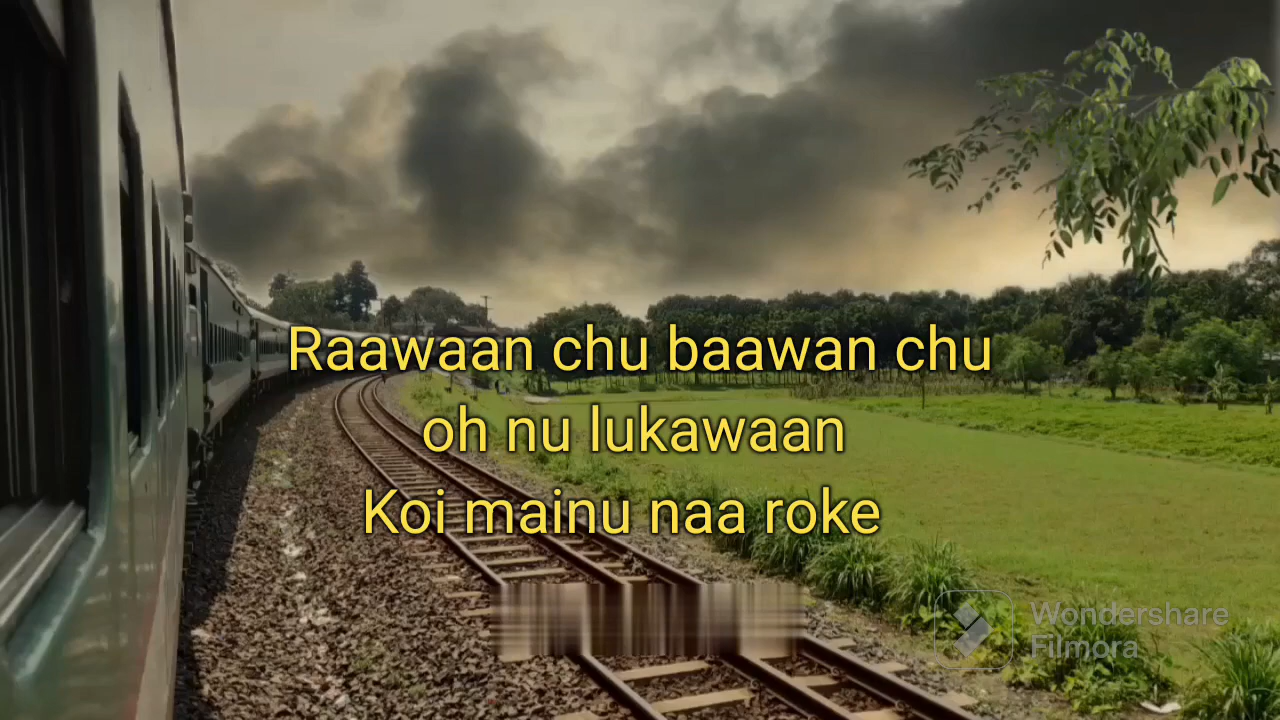 Raawaan chu baawan chu
oh nu lukawaan
Koi mainu naa roke
Wondershare
Filmora